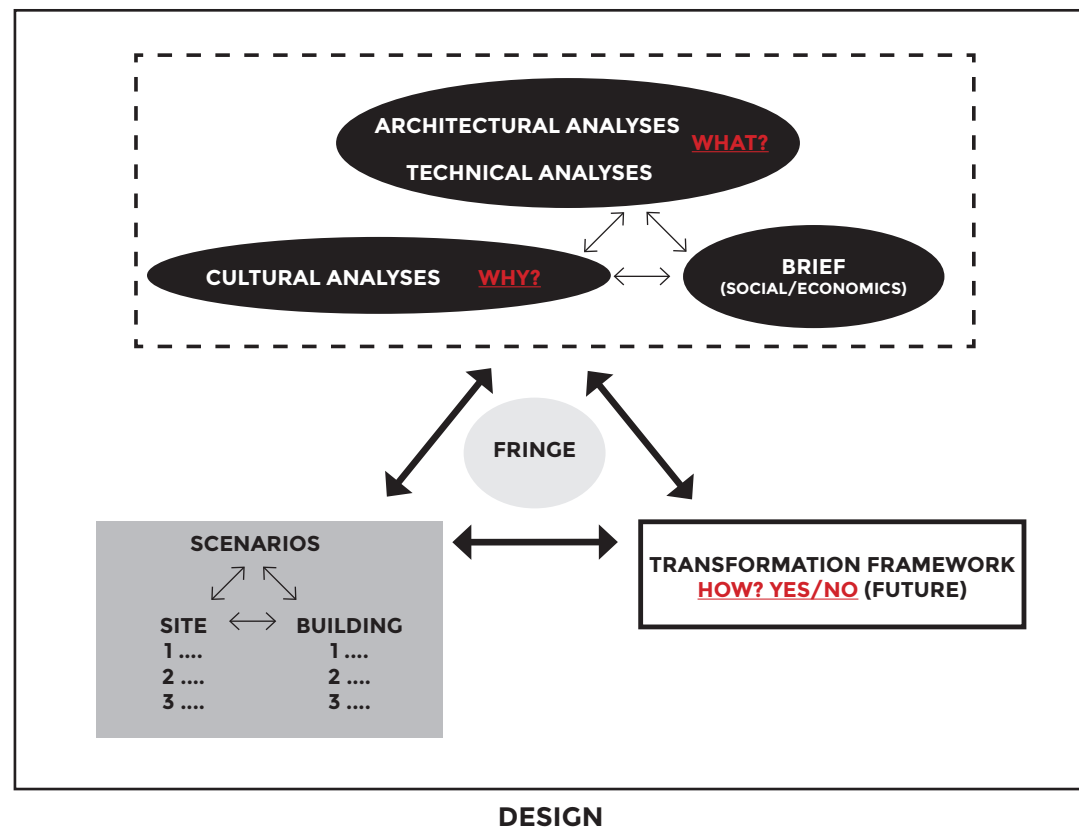 ARCHITECTURAL ANALYSES
WHAT?
TECHNICAL ANALYSES
CULTURAL ANALYSES WHY?
BRIEF
(SOCIAL/ECONOMICS)
FRINGE
SCENARIOS
SITE BUILDING
1 .... 1 ....
2 .... 2 ....
3 .... 3 ....
TRANSFORMATION FRAMEWORK
HOW? YES/NO (FUTURE)
DESIGN